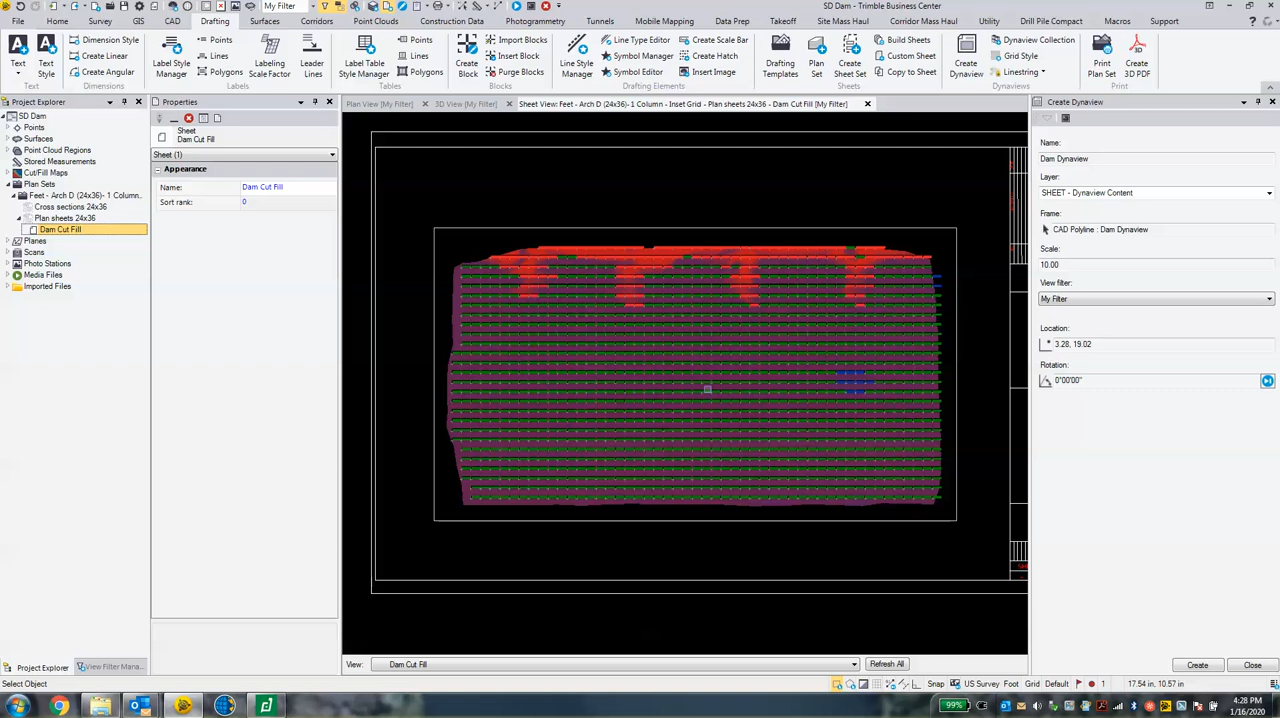 My Filter
SD Dam - Trimble Business Center
File Home Survey GIS CAD Drafting Surfaces Corridors Point Clouds Construction Data Photogrammetry Tunnels Mobile Mapping Data Prep Takeoff Site Mass Haul Corridor Mass Haul Utility Drill Pile Compact Macros Support
Text
Text Style
Dimension Style
Create Linear
Create Angular
Text
Dimensions
Label Style Manager
Points
Lines
Polygons
Labeling Scale Factor
Leader Lines
Labels
Label Table Style Manager
Points
Lines
Polygons
Tables
Create Block
Import Blocks
Insert Block
Purge Blocks
Blocks
Line Style Manager
Line Type Editor
Symbol Manager
Symbol Editor
Create Scale Bar
Create Hatch
Insert Image
Drafting Elements
Drafting Templates
Plan Set
Create Sheet Set
Build Sheets
Custom Sheet
Copy to Sheet
Plan Sets
Create Dynaview
Dynaview Collection
Grid Style
Linestring
Dynaviews
Print Plan Set
Create 3D PDF
Print
Project Explorer
SD Dam
Points
Surfaces
Point Cloud Regions
Stored Measurements
Cut/Fill Maps
Plan Sets
Feet - Arch D (24x36)- 1 Column...
Cross sections 24x36
Plan sheets 24x36
Dam Cut Fill
Planes
Scans
Photo Stations
Media Files
Imported Files
Project Explorer
View Filter Mana...
Properties
Sheet
Dam Cut Fill
Sheet (1)
Appearance
Name: Dam Cut Fill
Sort rank: 0
Plan View [My Filter]
3D View [My Filter]
Sheet View: Feet - Arch D (24x36)- 1 Column - Inset Grid - Plan sheets 24x36 - Dam Cut Fill [My Filter]
View: Dam Cut Fill
Refresh All
Create Dynaview
Name:
Dam Dynaview
Layer:
SHEET - Dynaview Content
Frame:
CAD Polyline : Dam Dynaview
Scale:
10.00
View filter:
My Filter
Location:
3.28, 19.02
Rotation:
0°00'00"
Create
Close
Select Object
Snap
US Survey Foot Grid Default
1
17.54 in, 10.57 in
99%
4:28 PM
1/16/2020